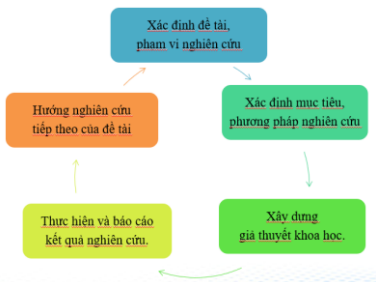 Xác định đề tài,
phạm vi nghiên cứu
Xác định mục tiêu,
phương pháp nghiên cứu
Xây dựng
giả thuyết khoa học.
Thực hiện và báo cáo
kết quả nghiên cứu.
Hướng nghiên cứu
tiếp theo của đề tài